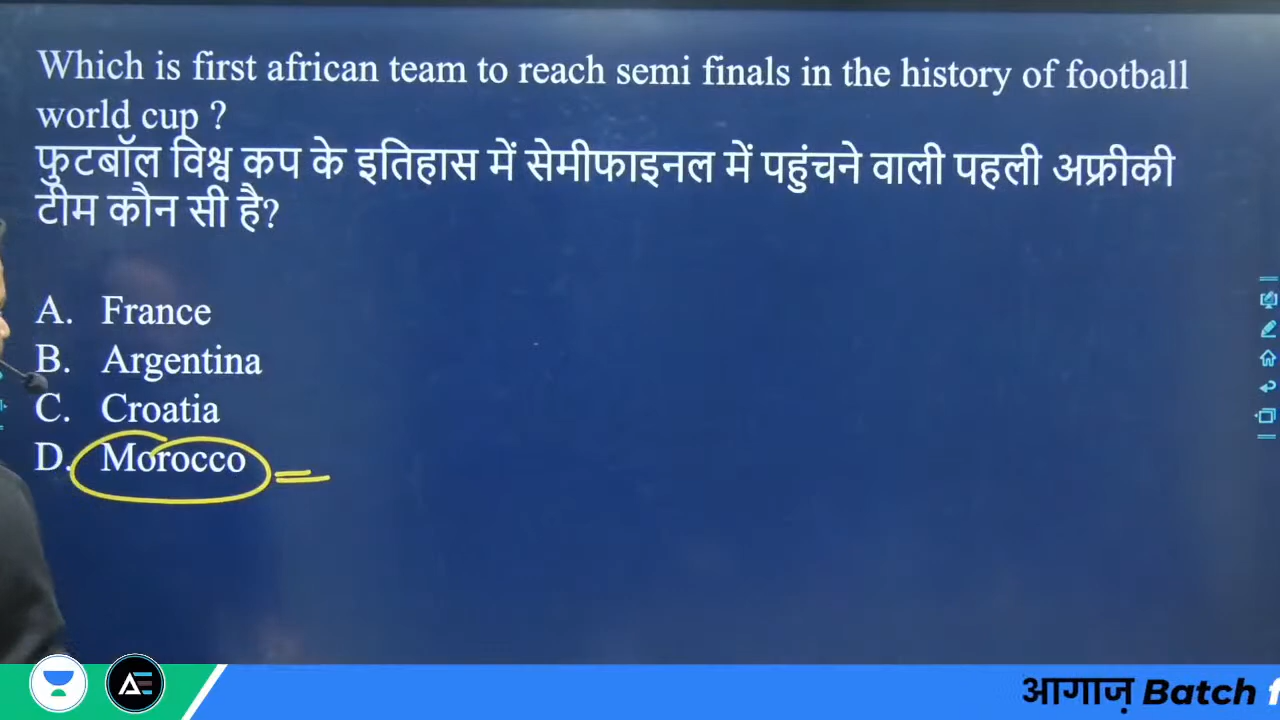 Which is first african team to reach semi finals in the history of football
world cup ?
फुटबॉल विश्व कप के इतिहास में सेमीफाइनल में पहुंचने वाली पहली अफ्रीकी
टीम कौन सी है?
A. France
B. Argentina
C. Croatia
D. Morocco
आगाज़ Batch f